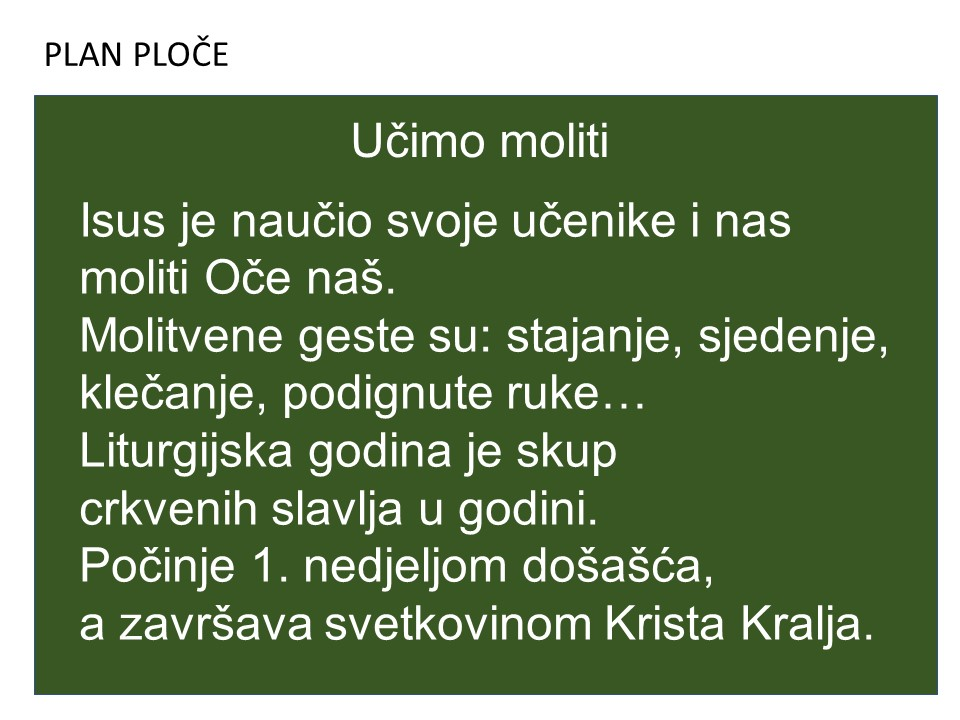 PLAN PLOČE
Učimo moliti
Isus je naučio svoje učenike i nas
moliti Oče naš.
Molitvene geste su: stajanje, sjedenje,
klečanje, podignute ruke…
Liturgijska godina je skup
crkvenih slavlja u godini.
Počinje 1. nedjeljom došašća,
a završava svetkovinom Krista Kralja.